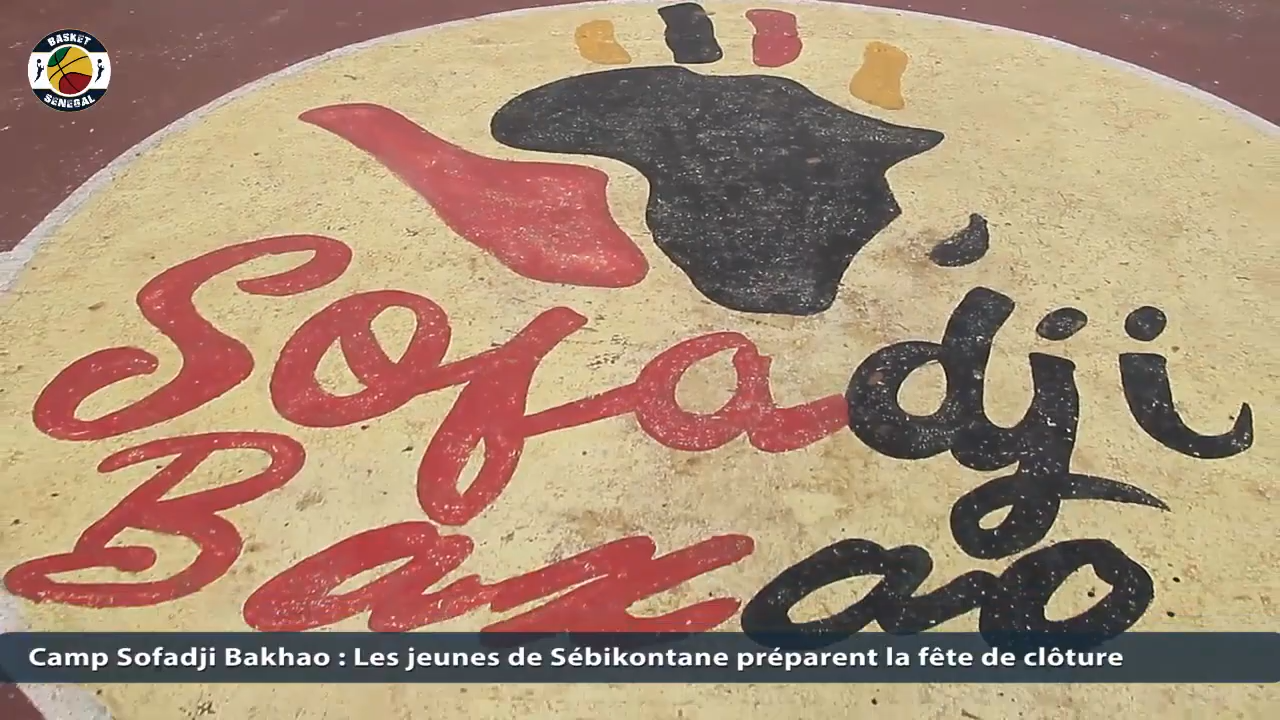 BASKET
SENEGAL
Sofadji
Baxao
Camp Sofadji Bakhao : Les jeunes de Sébikontane préparent la fête de clôture